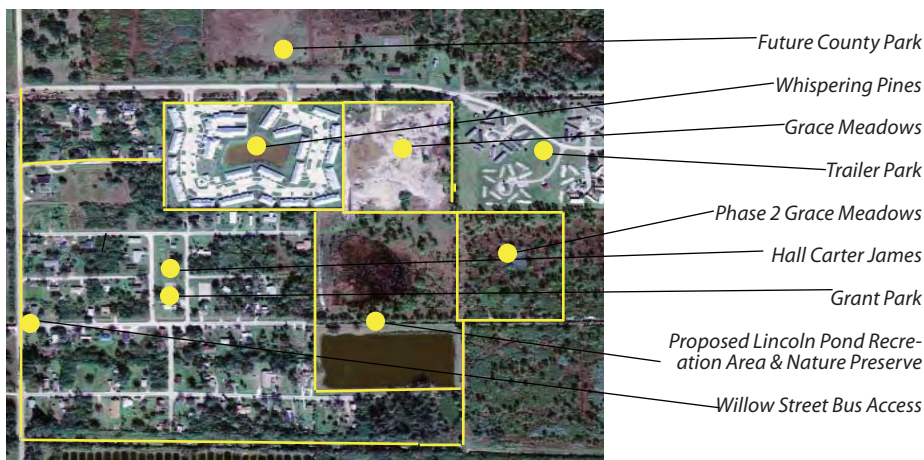 Future County Park
Whispering Pines
Grace Meadows
Trailer Park
Phase 2 Grace Meadows
Hall Carter James
Grant Park
Proposed Lincoln Pond Recre-
ation Area & Nature Preserve
Willow Street Bus Access